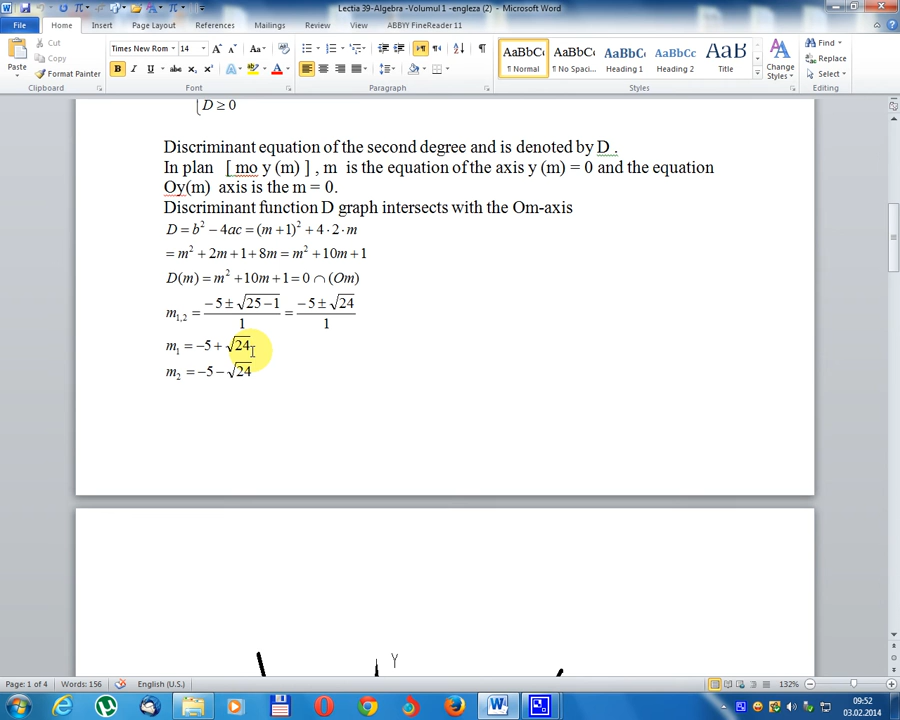 Lectia 39-Algebra -Volumul 1 -engleza (2) - Microsoft Word
File Home Insert Page Layout References Mailings Review View ABBYY FineReader 11
Cut
Copy
Format Painter
Paste
Clipboard
Times New Rom 14
Font
Paragraph
AaBbCc AaBbCc AaBbCc AaBbCc AaB
¶ Normal ¶ No Spaci... Heading 1 Heading 2 Title
Change Styles
Styles
Find
Replace
Select
Editing
D ≥ 0
Discriminant equation of the second degree and is denoted by D .
In plan [ mo y (m) ] , m is the equation of the axis y (m) = 0 and the equation
Oy(m) axis is the m = 0.
Discriminant function D graph intersects with the Om-axis
D = b² − 4ac = (m + 1)² + 4 · 2 · m
= m² + 2m + 1 + 8m = m² + 10m + 1
D(m) = m² + 10m + 1 = 0 ∩ (Om)
m₁,₂ = (−5 ± √(25 − 1))/1 = (−5 ± √24)/1
m₁ = −5 + √24
m₂ = −5 − √24
Y
Page: 1 of 4 Words: 156 English (U.S.) 132%
09:52
03.02.2014